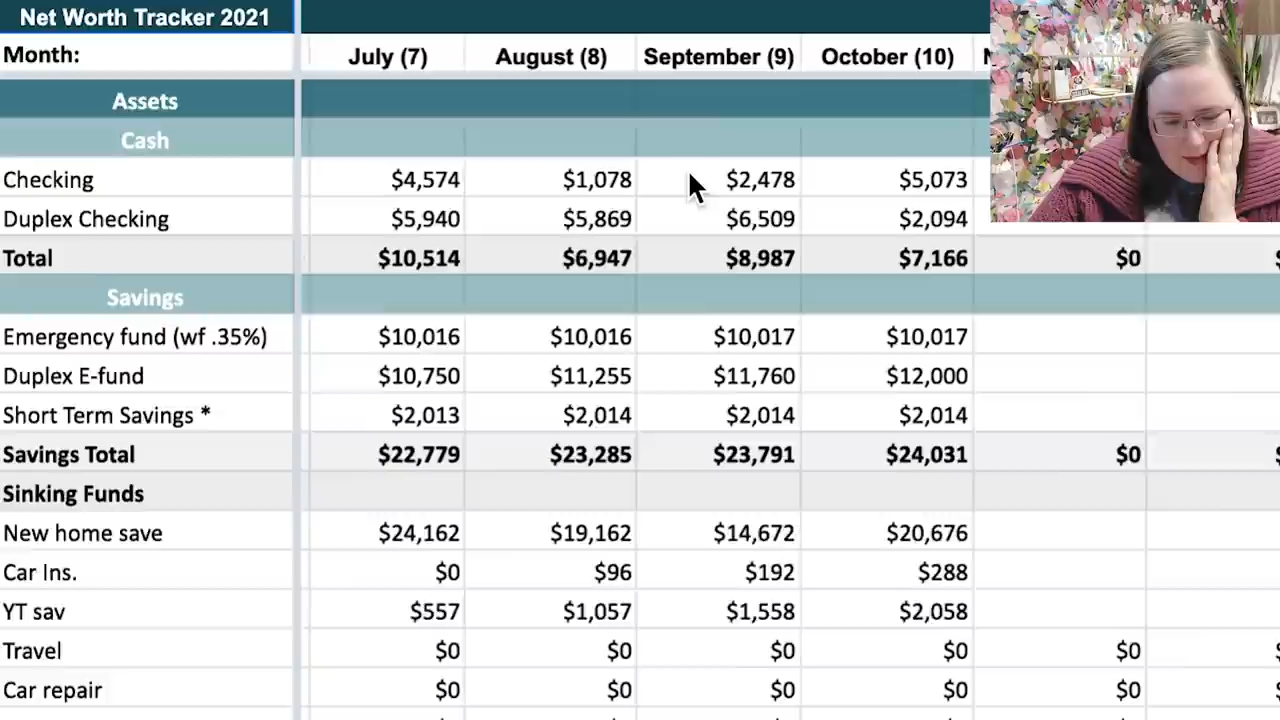 Net Worth Tracker 2021
Month: July (7) August (8) September (9) October (10)
Assets
Cash
Checking $4,574 $1,078 $2,478 $5,073
Duplex Checking $5,940 $5,869 $6,509 $2,094
Total $10,514 $6,947 $8,987 $7,166 $0
Savings
Emergency fund (wf .35%) $10,016 $10,016 $10,017 $10,017
Duplex E-fund $10,750 $11,255 $11,760 $12,000
Short Term Savings * $2,013 $2,014 $2,014 $2,014
Savings Total $22,779 $23,285 $23,791 $24,031 $0
Sinking Funds
New home save $24,162 $19,162 $14,672 $20,676
Car Ins. $0 $96 $192 $288
YT sav $557 $1,057 $1,558 $2,058
Travel $0 $0 $0 $0 $0
Car repair $0 $0 $0 $0 $0